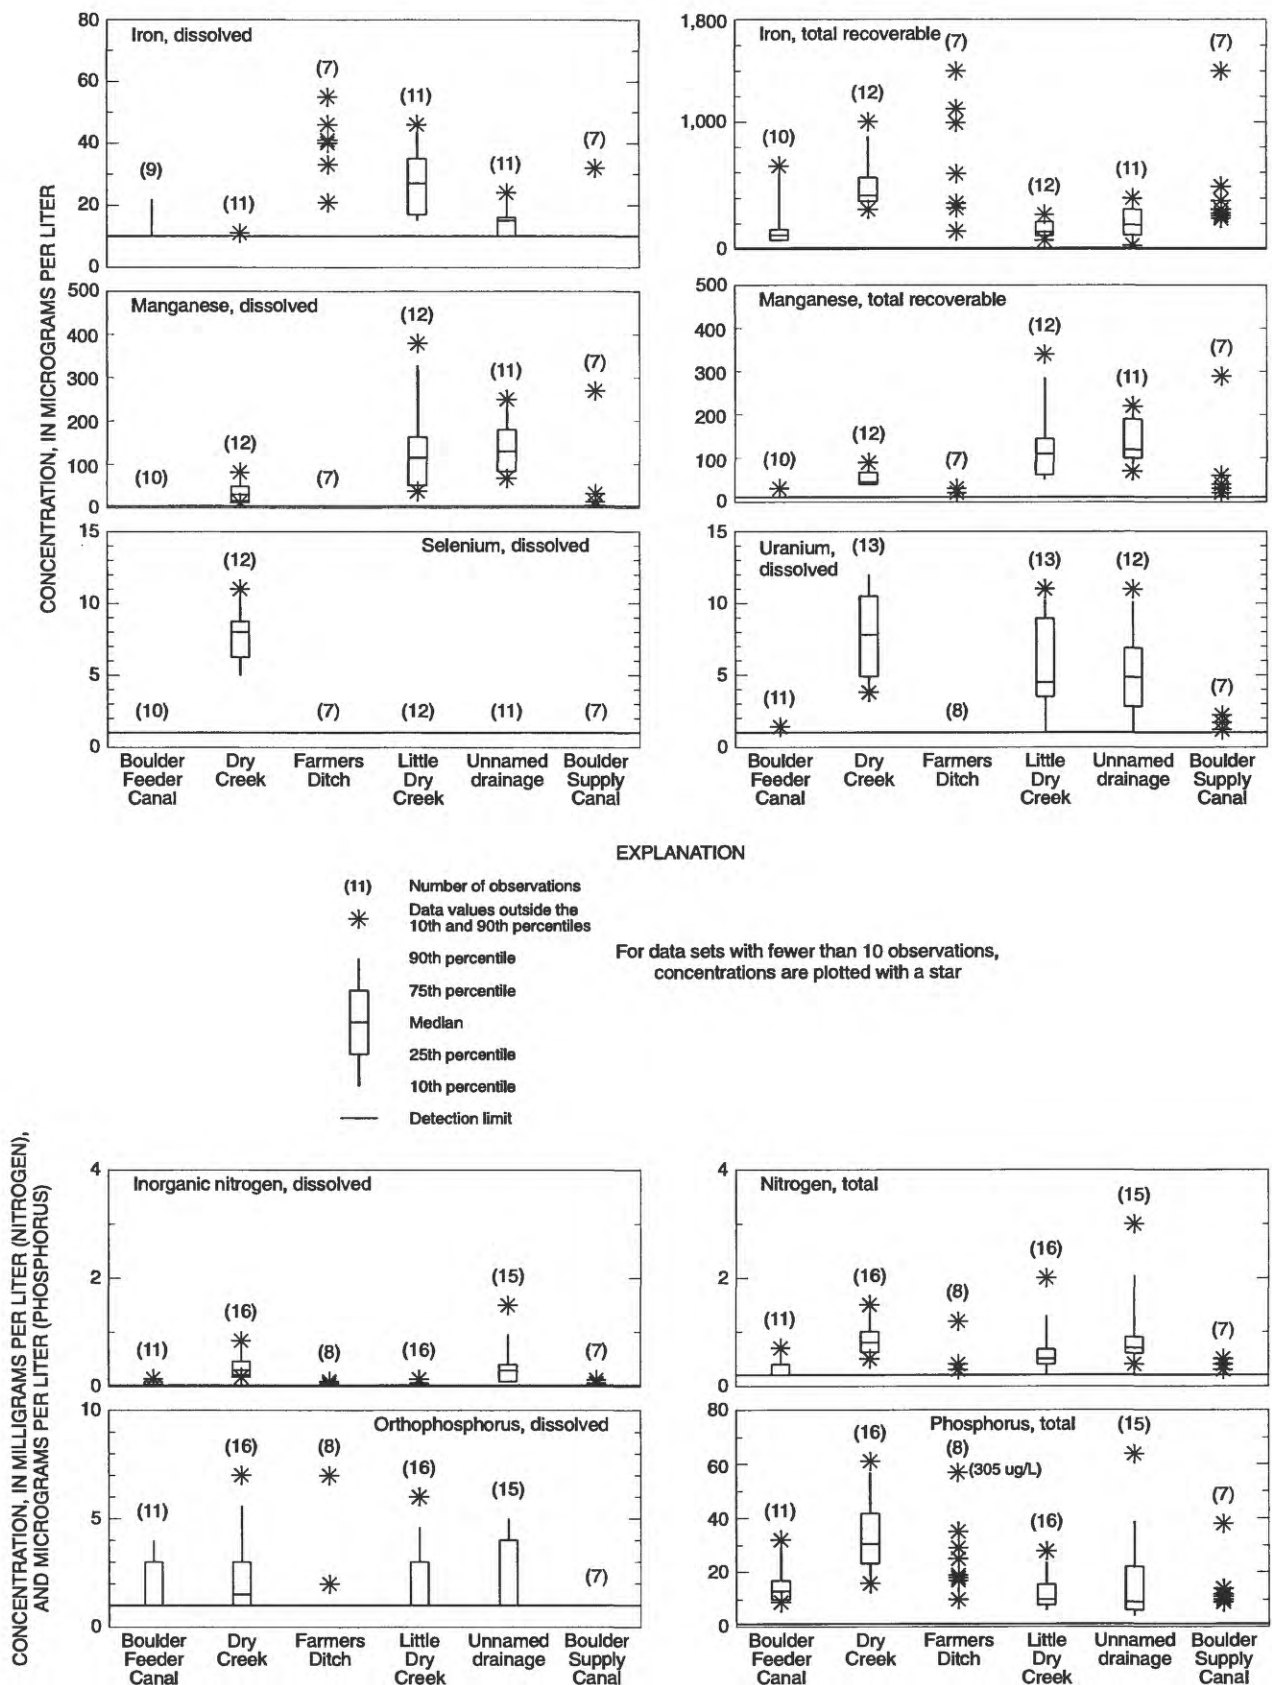 CONCENTRATION, IN MICROGRAMS PER LITER
80
60
40
20
0
Iron, dissolved
(9)
(11)
(7)
(11)
(11)
(7)
1,800
1,000
0
Iron, total recoverable
(10)
(12)
(7)
(12)
(11)
(7)
500
400
300
200
100
0
Manganese, dissolved
(10)
(12)
(7)
(12)
(11)
(7)
500
400
300
200
100
0
Manganese, total recoverable
(10)
(12)
(7)
(12)
(11)
(7)
15
10
5
0
Selenium, dissolved
(10)
(12)
(7)
(12)
(11)
(7)
Boulder Feeder Canal
Dry Creek
Farmers Ditch
Little Dry Creek
Unnamed drainage
Boulder Supply Canal
15
10
5
0
Uranium,
dissolved
(11)
(13)
(8)
(13)
(12)
(7)
Boulder Feeder Canal
Dry Creek
Farmers Ditch
Little Dry Creek
Unnamed drainage
Boulder Supply Canal
EXPLANATION
(11) Number of observations
Data values outside the
10th and 90th percentiles
90th percentile
75th percentile
Median
25th percentile
10th percentile
Detection limit
For data sets with fewer than 10 observations,
concentrations are plotted with a star
CONCENTRATION, IN MILLIGRAMS PER LITER (NITROGEN),
AND MICROGRAMS PER LITER (PHOSPHORUS)
4
2
0
Inorganic nitrogen, dissolved
(11)
(16)
(8)
(16)
(15)
(7)
4
2
0
Nitrogen, total
(11)
(16)
(8)
(16)
(15)
(7)
10
5
0
Orthophosphorus, dissolved
(11)
(16)
(8)
(16)
(15)
(7)
Boulder Feeder Canal
Dry Creek
Farmers Ditch
Little Dry Creek
Unnamed drainage
Boulder Supply Canal
80
60
40
20
0
Phosphorus, total
(11)
(16)
(8)
(305 ug/L)
(16)
(15)
(7)
Boulder Feeder Canal
Dry Creek
Farmers Ditch
Little Dry Creek
Unnamed drainage
Boulder Supply Canal